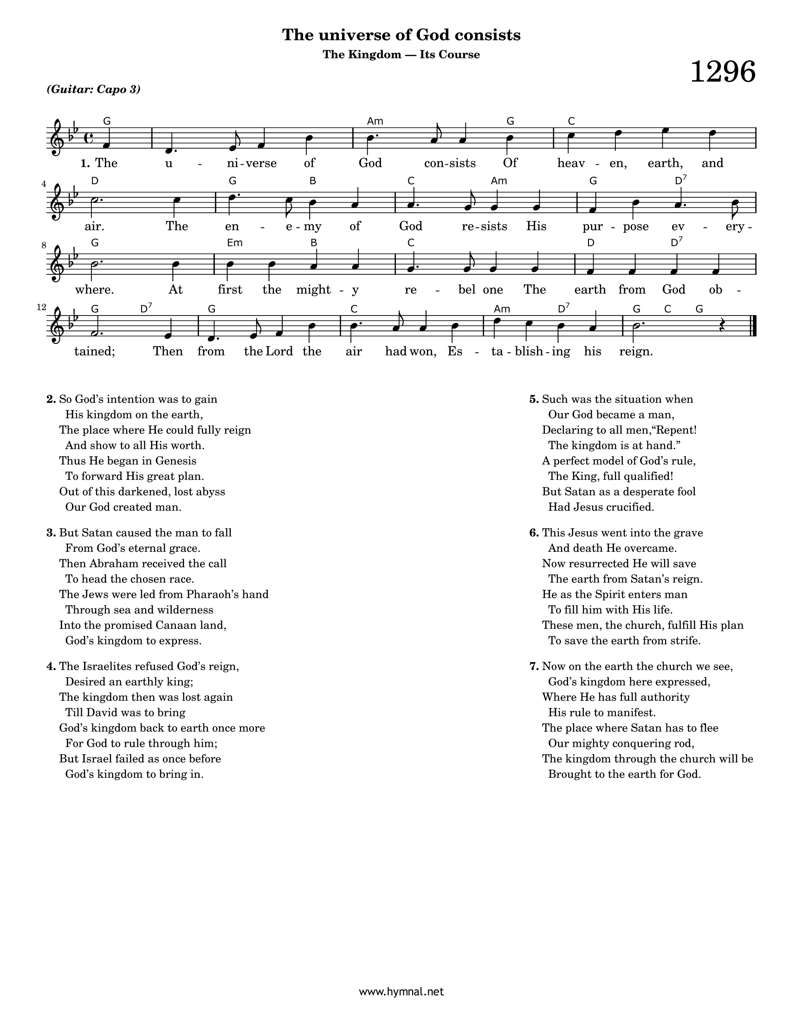 The universe of God consists
The Kingdom — Its Course
1296
(Guitar: Capo 3)
G Am G C
1. The u - ni-verse of God con-sists Of heav - en, earth, and
4 D G B C Am G D7
air. The en - e-my of God re-sists His pur - pose ev - ery-
8 G Em B C D D7
where. At first the might - y re - bel one The earth from God ob -
12 G D7 G C Am D7 G C G
tained; Then from the Lord the air had won, Es - ta - blish-ing his reign.
2. So God's intention was to gain
His kingdom on the earth,
The place where He could fully reign
And show to all His worth.
Thus He began in Genesis
To forward His great plan.
Out of this darkened, lost abyss
Our God created man.
3. But Satan caused the man to fall
From God's eternal grace.
Then Abraham received the call
To head the chosen race.
The Jews were led from Pharaoh's hand
Through sea and wilderness
Into the promised Canaan land,
God's kingdom to express.
4. The Israelites refused God's reign,
Desired an earthly king;
The kingdom then was lost again
Till David was to bring
God's kingdom back to earth once more
For God to rule through him;
But Israel failed as once before
God's kingdom to bring in.
5. Such was the situation when
Our God became a man,
Declaring to all men,“Repent!
The kingdom is at hand.”
A perfect model of God's rule,
The King, full qualified!
But Satan as a desperate fool
Had Jesus crucified.
6. This Jesus went into the grave
And death He overcame.
Now resurrected He will save
The earth from Satan's reign.
He as the Spirit enters man
To fill him with His life.
These men, the church, fulfill His plan
To save the earth from strife.
7. Now on the earth the church we see,
God's kingdom here expressed,
Where He has full authority
His rule to manifest.
The place where Satan has to flee
Our mighty conquering rod,
The kingdom through the church will be
Brought to the earth for God.
www.hymnal.net